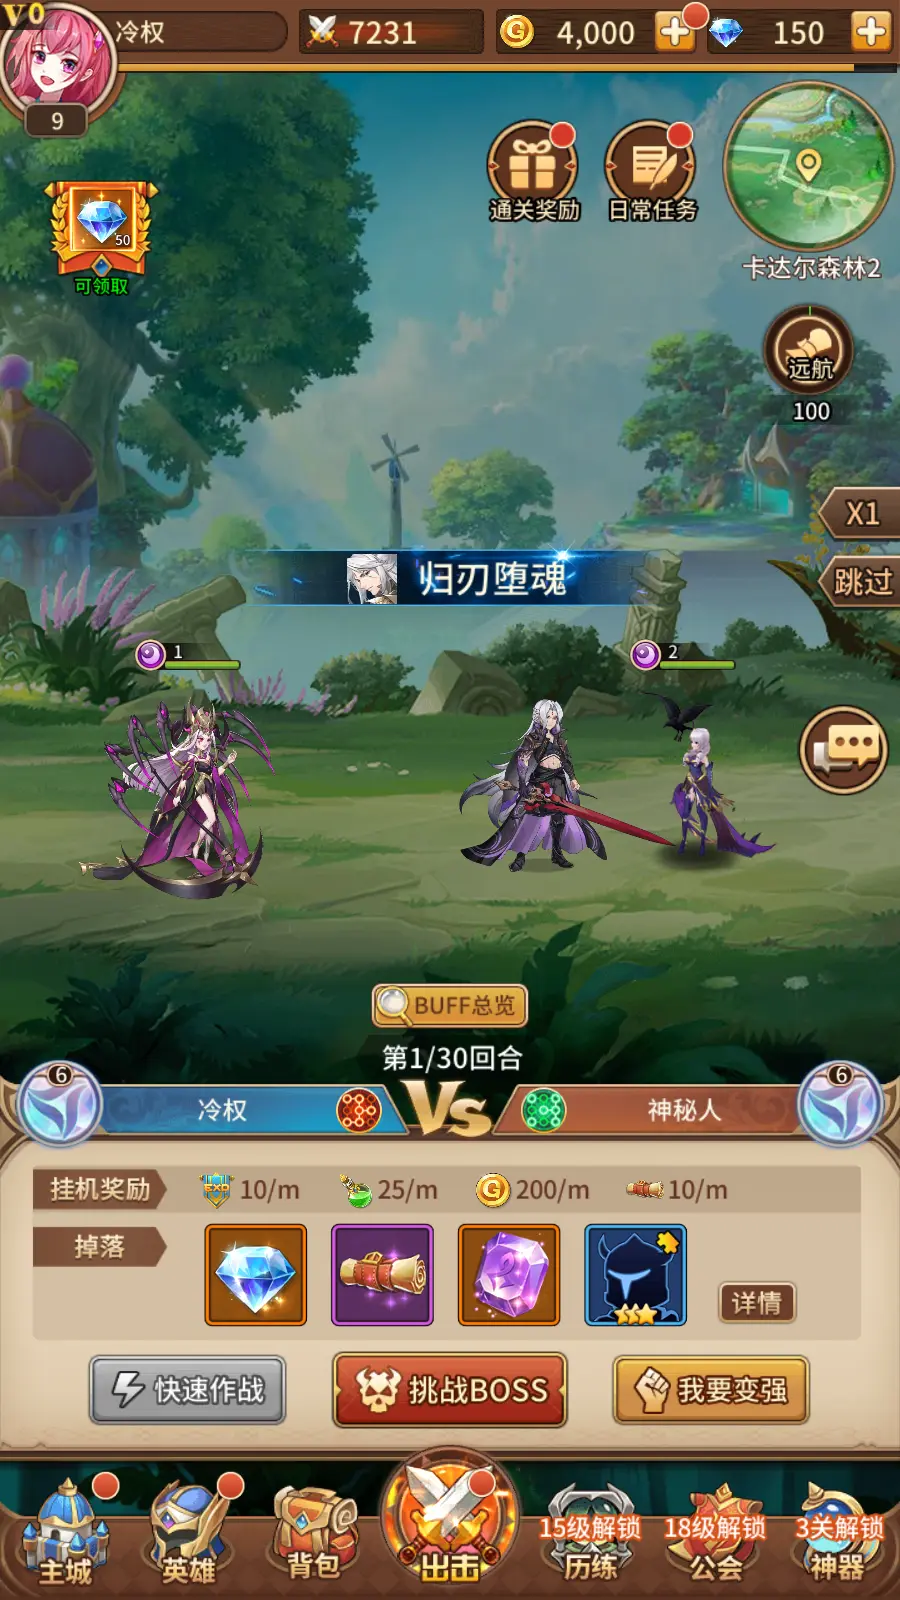 V0
冷权
7231
4,000
150
9
50
可领取
通关奖励
日常任务
卡达尔森林2
远航
100
X1
跳过
归刃堕魂
1
2
BUFF总览
第1/30回合
6
冷权
Vs
神秘人
6
挂机奖励
EXP
10/m
25/m
G
200/m
10/m
掉落
详情
快速作战
挑战BOSS
我要变强
主城
英雄
背包
出击
15级解锁
历练
18级解锁
公会
3关解锁
神器